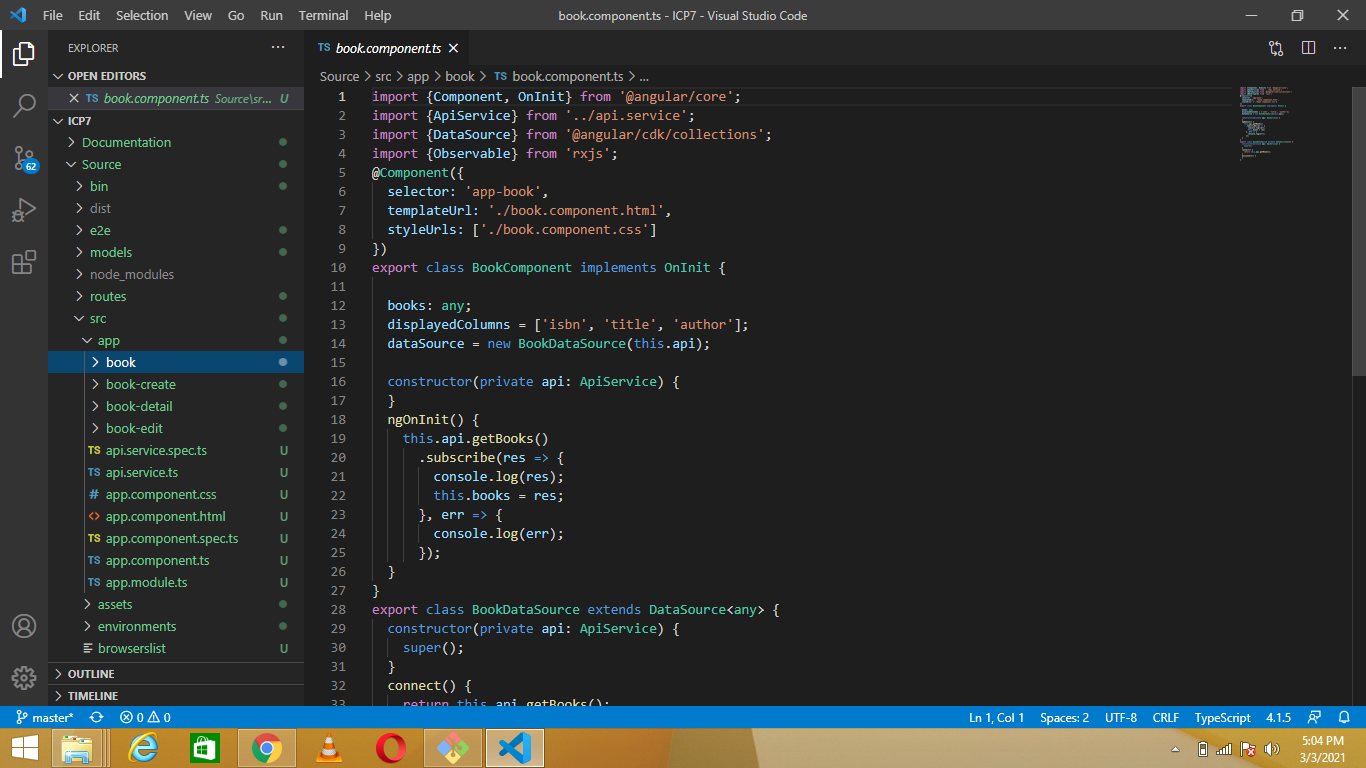 File Edit Selection View Go Run Terminal Help
book.component.ts - ICP7 - Visual Studio Code
EXPLORER
OPEN EDITORS
TS book.component.ts Source\sr... U
ICP7
Documentation
Source
bin
dist
e2e
models
node_modules
routes
src
app
book
book-create
book-detail
book-edit
TS api.service.spec.ts U
TS api.service.ts U
# app.component.css U
<> app.component.html U
TS app.component.spec.ts U
TS app.component.ts U
TS app.module.ts U
assets
environments
browserslist U
OUTLINE
TIMELINE
62
TS book.component.ts
Source > src > app > book > TS book.component.ts > ...
1 import {Component, OnInit} from '@angular/core';
2 import {ApiService} from '../api.service';
3 import {DataSource} from '@angular/cdk/collections';
4 import {Observable} from 'rxjs';
5 @Component({
6 selector: 'app-book',
7 templateUrl: './book.component.html',
8 styleUrls: ['./book.component.css']
9 })
10 export class BookComponent implements OnInit {
11
12 books: any;
13 displayedColumns = ['isbn', 'title', 'author'];
14 dataSource = new BookDataSource(this.api);
15
16 constructor(private api: ApiService) {
17 }
18 ngOnInit() {
19 this.api.getBooks()
20 .subscribe(res => {
21 console.log(res);
22 this.books = res;
23 }, err => {
24 console.log(err);
25 });
26 }
27 }
28 export class BookDataSource extends DataSource<any> {
29 constructor(private api: ApiService) {
30 super();
31 }
32 connect() {
33 return this.api.getBooks();
master* 0 0
Ln 1, Col 1 Spaces: 2 UTF-8 CRLF TypeScript 4.1.5
5:04 PM
3/3/2021